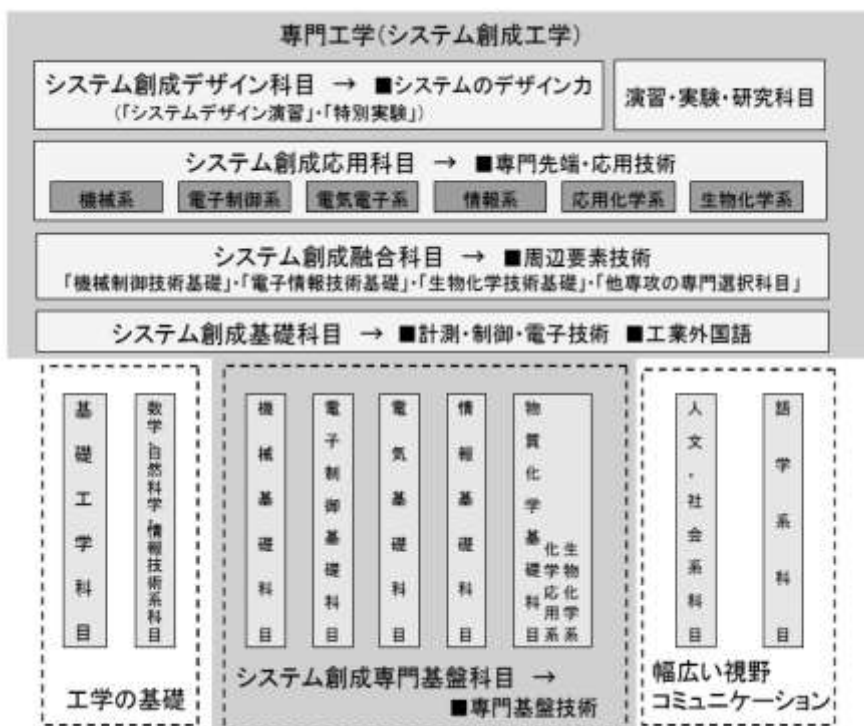 専門工学(システム創成工学)
システム創成デザイン科目 → ■システムのデザイン力
(「システムデザイン演習」・「特別実験」)
演習・実験・研究科目
システム創成応用科目 → ■専門先端・応用技術
機械系
電子制御系
電気電子系
情報系
応用化学系
生物化学系
システム創成融合科目 → ■周辺要素技術
「機械制御技術基礎」・「電子情報技術基礎」・「生物化学技術基礎」・「他専攻の専門選択科目」
システム創成基礎科目 → ■計測・制御・電子技術 ■工業外国語
基礎工学科目
数学,自然科学,情報技術系科目
工学の基礎
機械基礎科目
電子制御基礎科目
電気基礎科目
情報基礎科目
物質化学基礎科目
生物化学系
化学応用系
システム創成専門基盤科目 →
■専門基盤技術
人文・社会系科目
語学系科目
幅広い視野
コミュニケーション